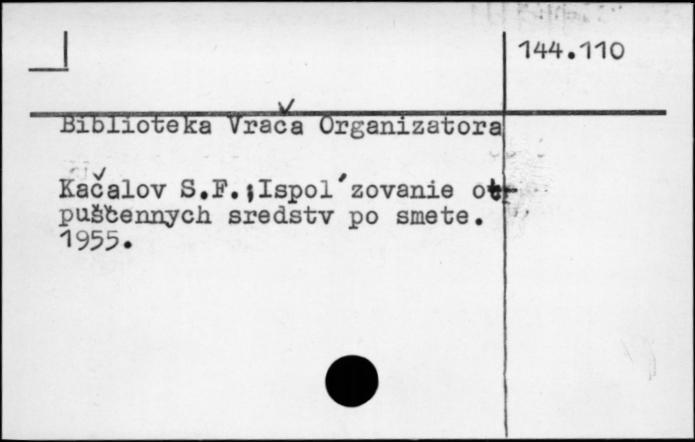 144.110
Biblioteka Vrača Organizatora
Kačalov S.F.;Ispol'zovanie ot-
puščennych sredstv po smete.
1955.